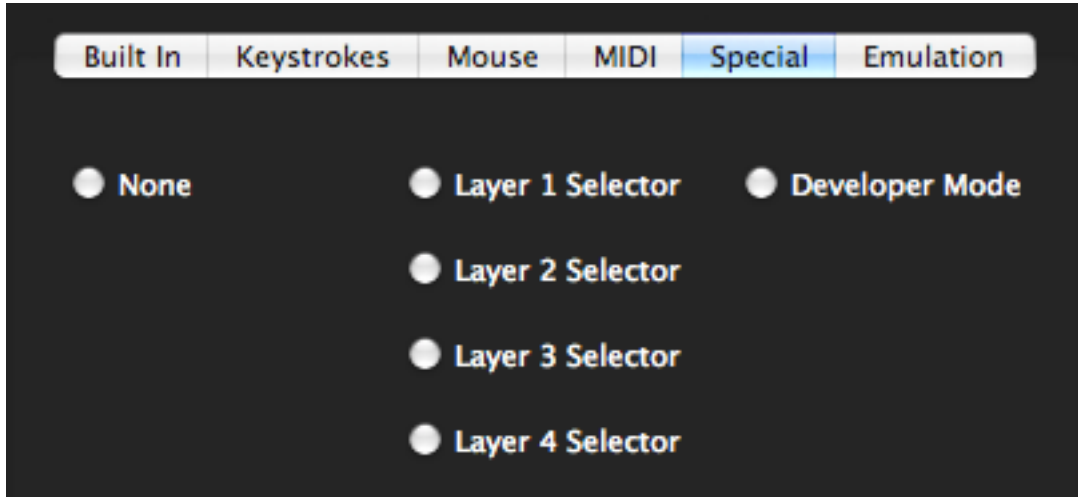 Built In Keystrokes Mouse MIDI Special Emulation
None Layer 1 Selector Developer Mode
Layer 2 Selector
Layer 3 Selector
Layer 4 Selector